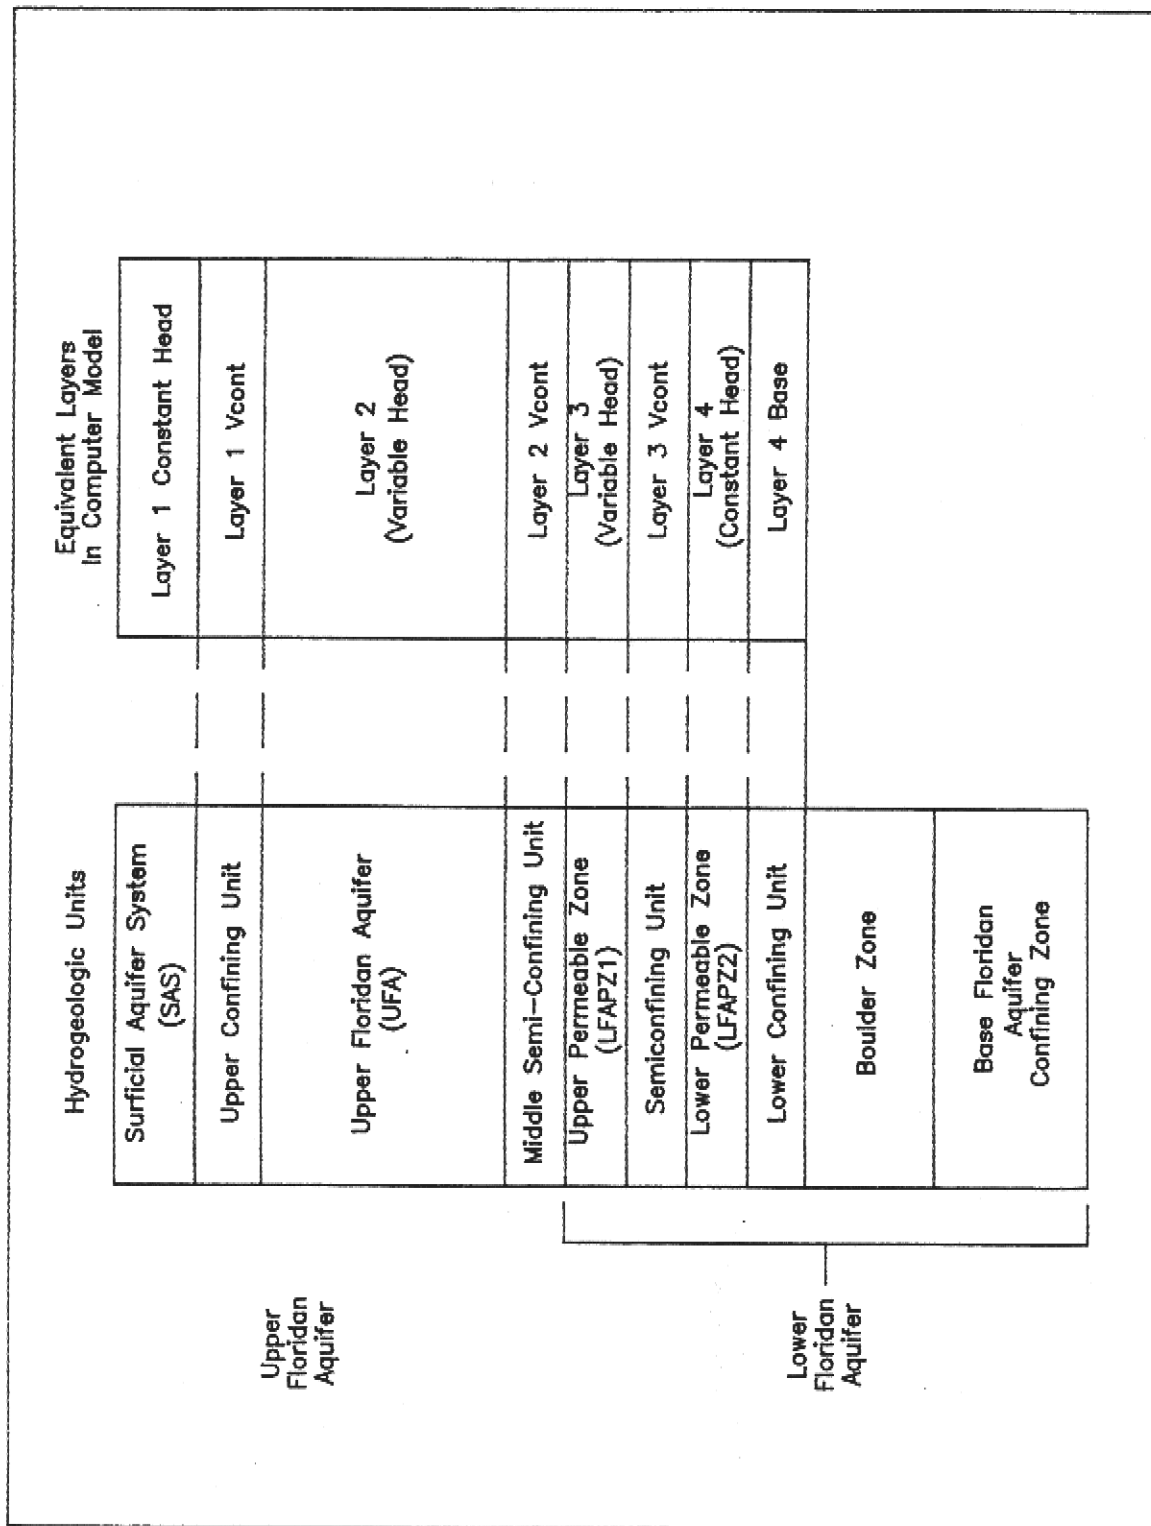 Hydrogeologic Units
Surficial Aquifer System
(SAS)
Upper Confining Unit
Upper Floridan Aquifer
(UFA)
Middle Semi-Confining Unit
Upper Permeable Zone
(LFAPZ1)
Semiconfining Unit
Lower Permeable Zone
(LFAPZ2)
Lower Confining Unit
Boulder Zone
Base Floridan
Aquifer
Confining Zone
Upper
Floridan
Aquifer
Lower
Floridan
Aquifer
Equivalent Layers
In Computer Model
Layer 1 Constant Head
Layer 1 Vcont
Layer 2
(Variable Head)
Layer 2 Vcont
Layer 3
(Variable Head)
Layer 3 Vcont
Layer 4
(Constant Head)
Layer 4 Base